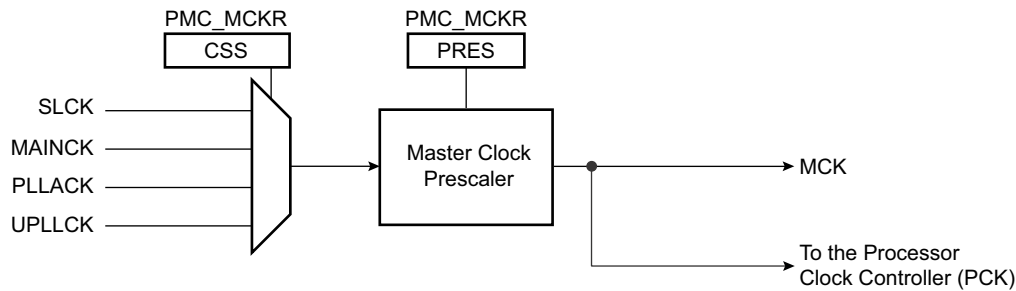 PMC_MCKR
CSS
PMC_MCKR
PRES
SLCK
MAINCK
PLLACK
UPLLCK
Master Clock
Prescaler
MCK
To the Processor
Clock Controller (PCK)